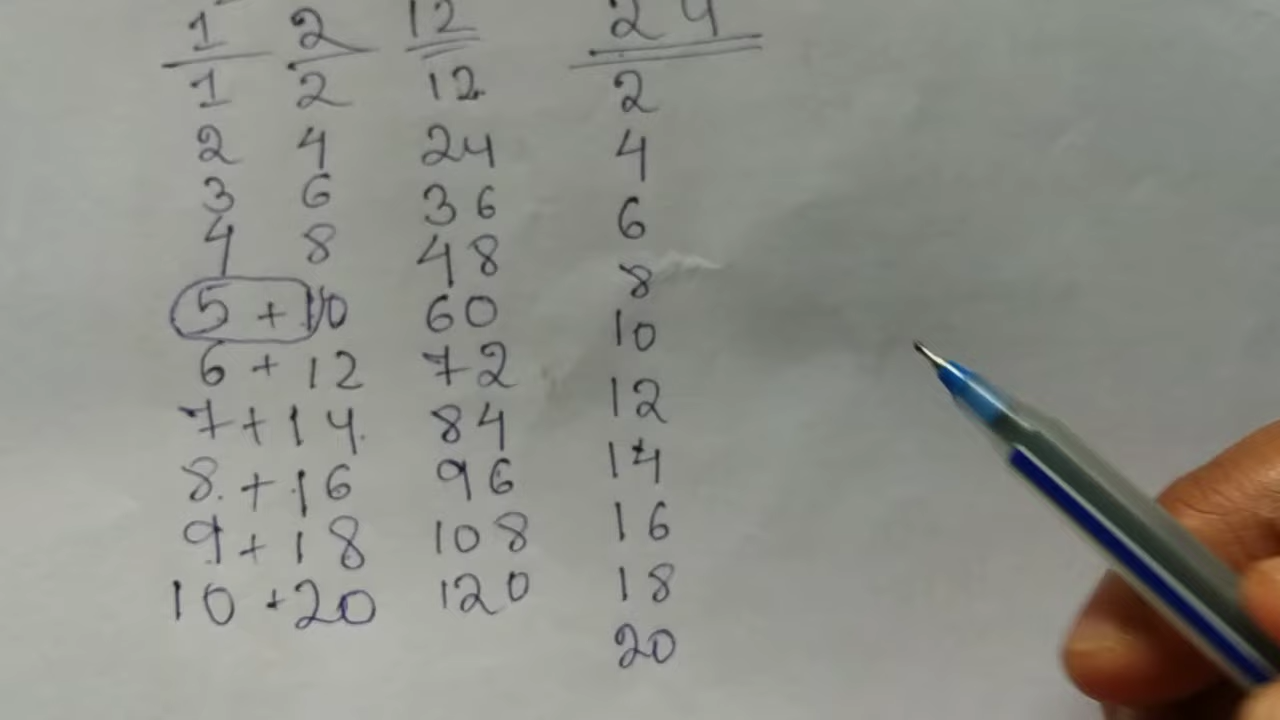 1 2 12 24
1 2 12 2
2 4 24 4
3 6 36 6
4 8 48 8
5 + 10 60 10
6 + 12 72 12
7 + 14 84 14
8 + 16 96 16
9 + 18 108 18
10 + 20 120 20